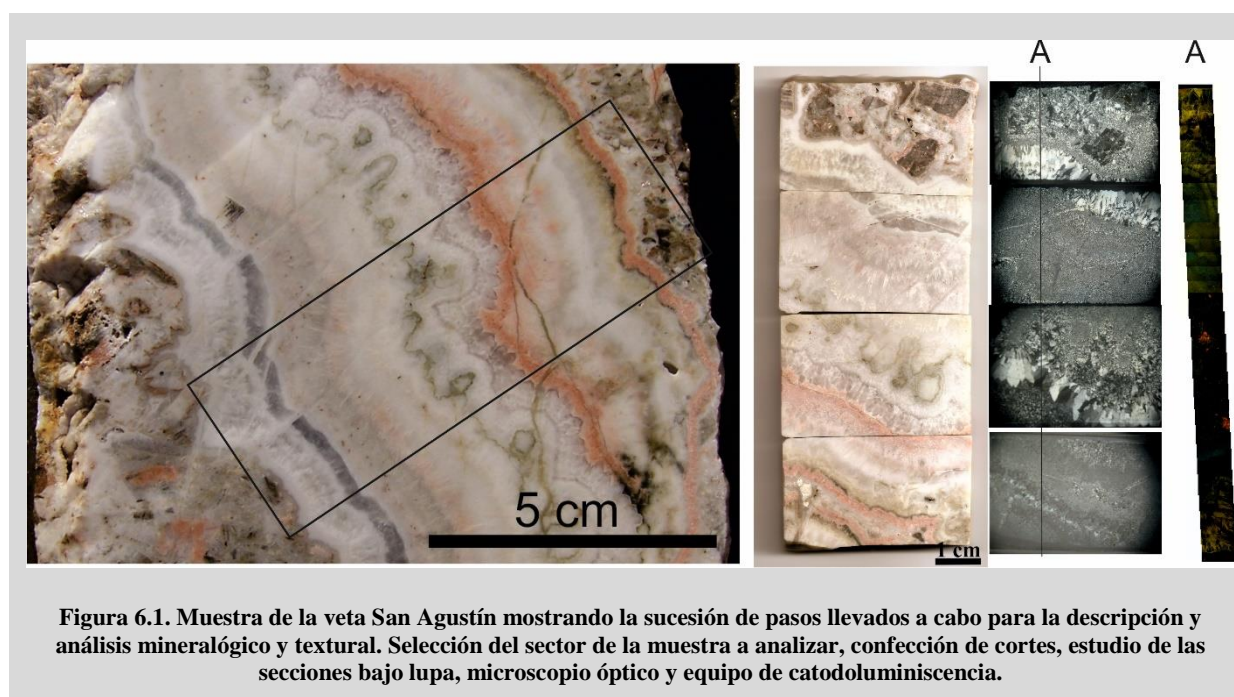 A A
5 cm
1 cm
Figura 6.1. Muestra de la veta San Agustín mostrando la sucesión de pasos llevados a cabo para la descripción y
análisis mineralógico y textural. Selección del sector de la muestra a analizar, confección de cortes, estudio de las
secciones bajo lupa, microscopio óptico y equipo de catodoluminiscencia.